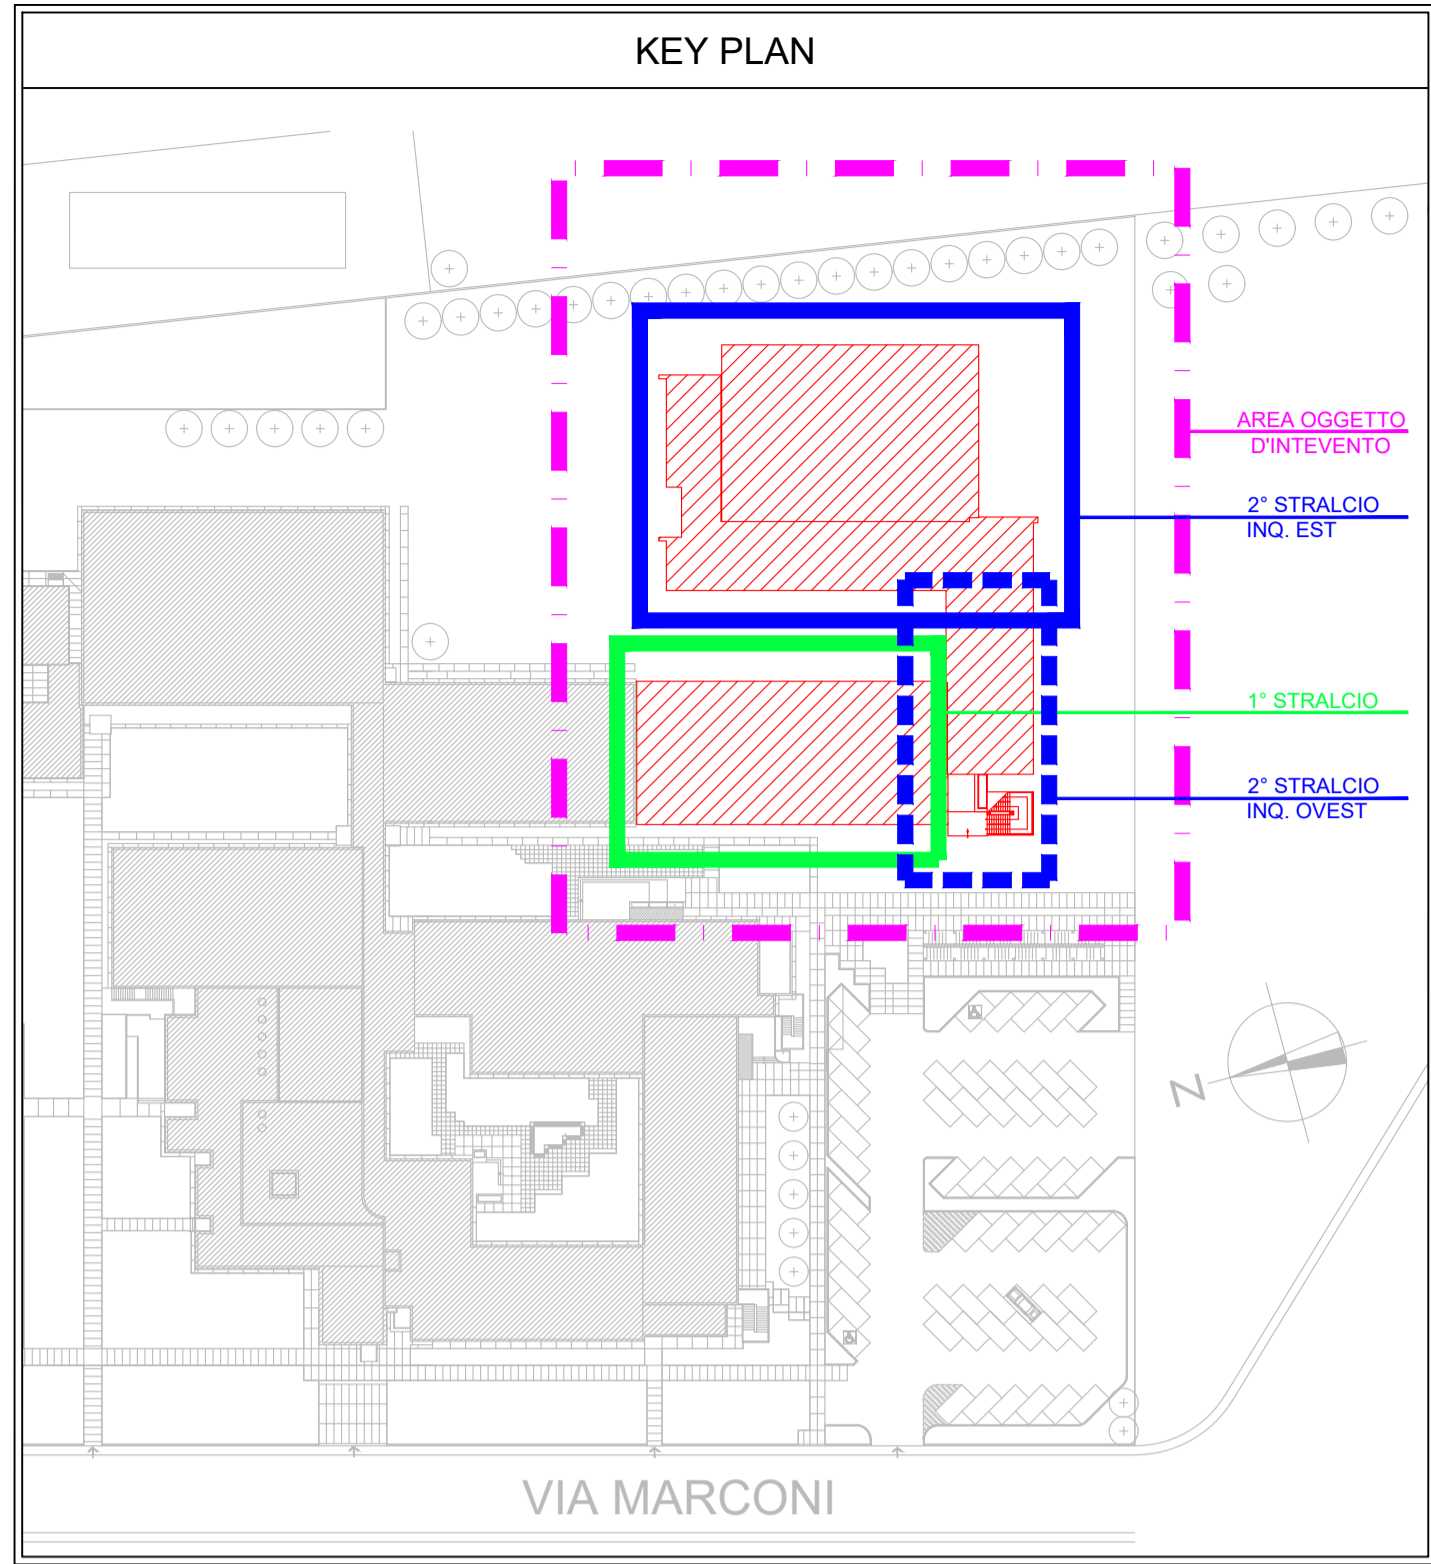 KEY PLAN
AREA OGGETTO
D'INTEVENTO
2° STRALCIO
INQ. EST
1° STRALCIO
2° STRALCIO
INQ. OVEST
N
VIA MARCONI